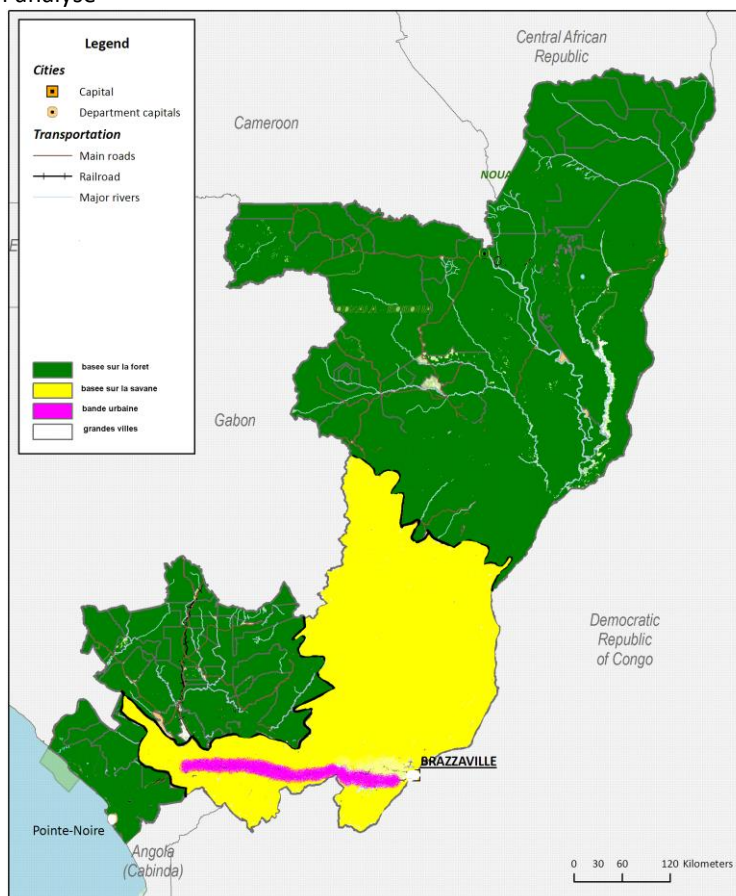 l'analyse
Legend
Cities
Capital
Department capitals
Transportation
Main roads
Railroad
Major rivers
basee sur la foret
basee sur la savane
bande urbaine
grandes villes
Central African
Republic
Cameroon
NOUA
E
Gabon
Democratic
Republic
of Congo
BRAZZAVILLE
Pointe-Noire
Angola
(Cabinda)
0 30 60 120 Kilometers